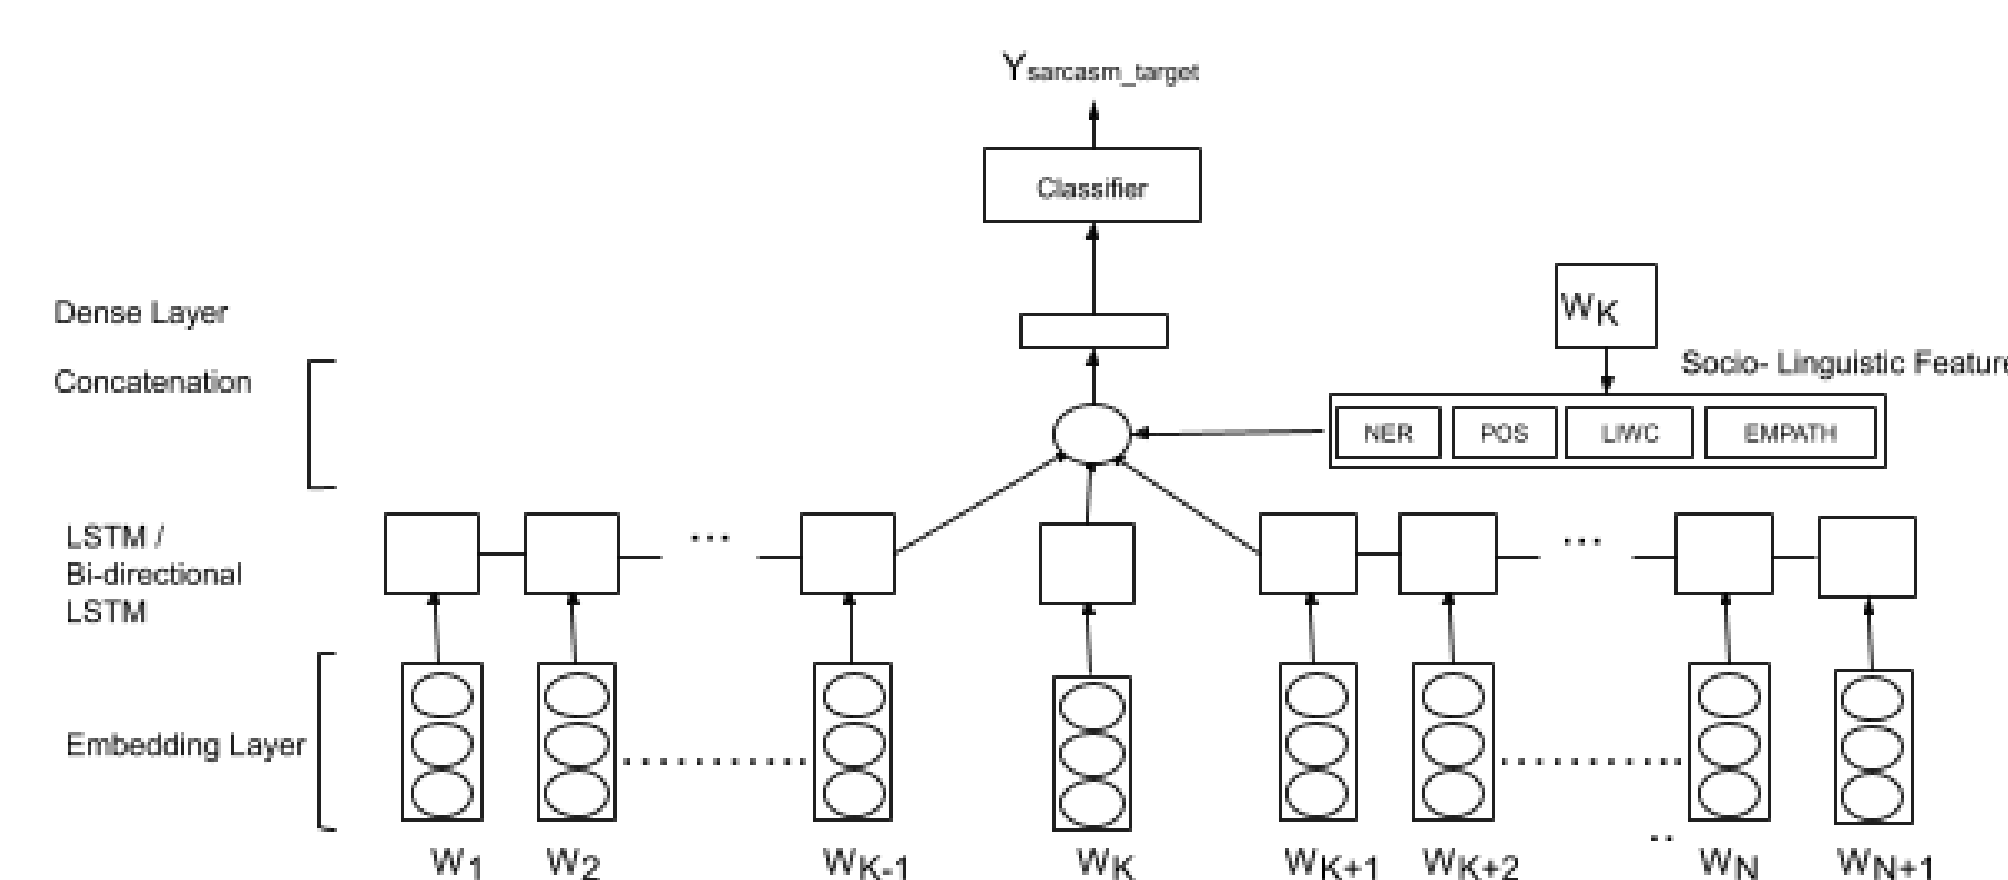 Ysarcasm_target
Classifier
Dense Layer
WK
Concatenation
Socio- Linguistic Feature
NER POS LIWC EMPATH
...
...
LSTM /
Bi-directional
LSTM
Embedding Layer
W1 W2 WK-1 WK WK+1 WK+2 .. WN WN+1